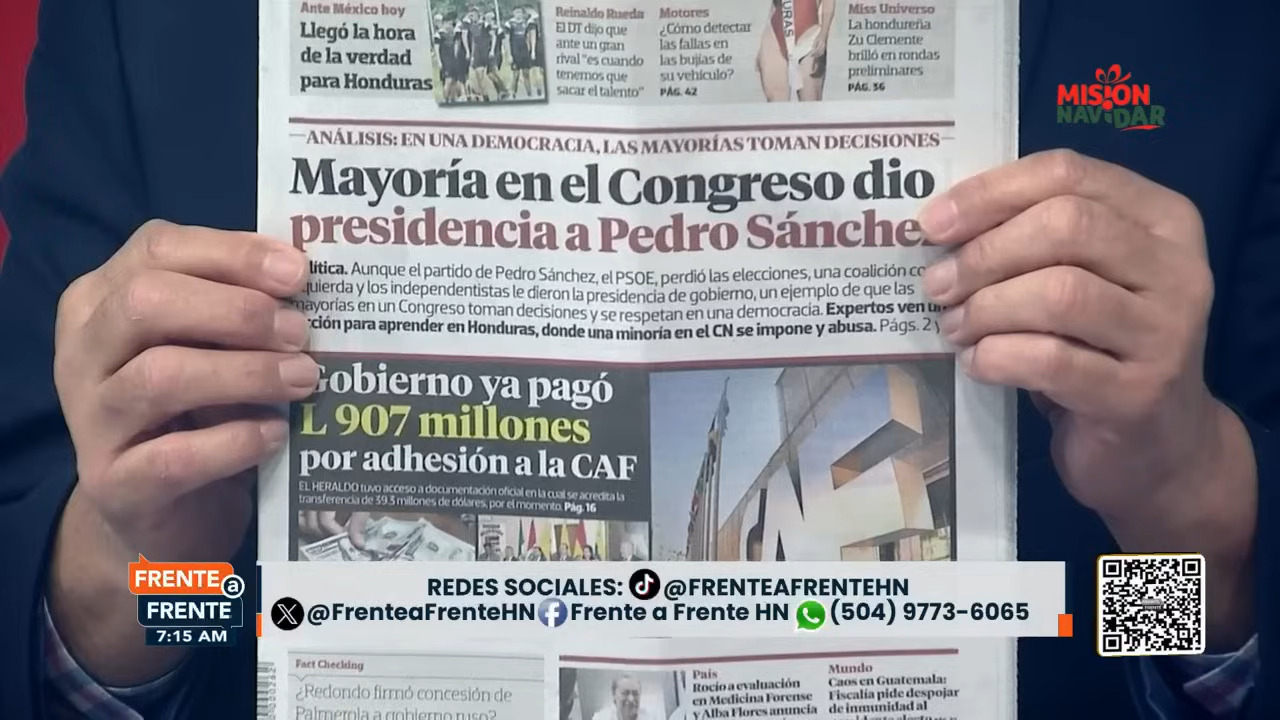 Ante México hoy
Llegó la hora
de la verdad
para Honduras
Reinaldo Rueda
El DT dijo que
ante un gran
rival "es cuando
tenemos que
sacar el talento"
Motores
¿Cómo detectar
las fallas en
las bujías de
su vehículo?
PÁG. 42
URAS
Miss Universo
La hondureña
Zu Clemente
brilló en rondas
preliminares
PÁG. 36
MISION
NAVIDAR
ANÁLISIS: EN UNA DEMOCRACIA, LAS MAYORÍAS TOMAN DECISIONES
Mayoría en el Congreso dio
presidencia a Pedro Sánche
lítica. Aunque el partido de Pedro Sánchez, el PSOE, perdió las elecciones, una coalición co
quierda y los independentistas le dieron la presidencia de gobierno, un ejemplo de que las
mayorías en un Congreso toman decisiones y se respetan en una democracia. Expertos ven u
cción para aprender en Honduras, donde una minoría en el CN se impone y abusa. Págs. 2 y
Gobierno ya pagó
L 907 millones
por adhesión a la CAF
EL HERALDO tuvo acceso a documentación oficial en la cual se acredita la
transferencia de 39.3 millones de dólares, por el momento. Pág. 16
CAF
FRENTE a
FRENTE
7:15 AM
REDES SOCIALES: @FRENTEAFRENTEHN
@FrenteaFrenteHN Frente a Frente HN (504) 9773-6065
Fact Checking
¿Redondo firmó concesión de
Palmerola a gobierno ruso?
País
Rocío a evaluación
en Medicina Forense
y Alba Flores anuncia
Mundo
Caos en Guatemala:
Fiscalía pide despojar
de inmunidad al